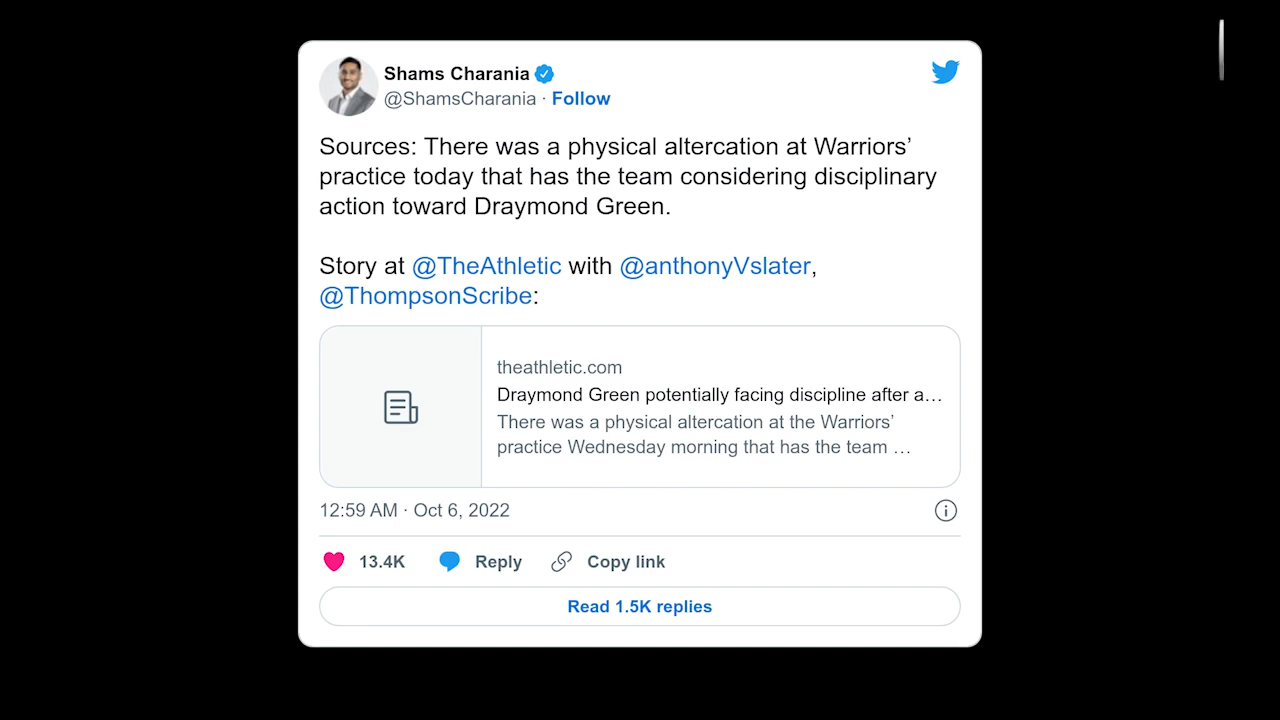 Shams Charania
@ShamsCharania · Follow
Sources: There was a physical altercation at Warriors’
practice today that has the team considering disciplinary
action toward Draymond Green.
Story at @TheAthletic with @anthonyVslater,
@ThompsonScribe:
theathletic.com
Draymond Green potentially facing discipline after a…
There was a physical altercation at the Warriors’
practice Wednesday morning that has the team …
12:59 AM · Oct 6, 2022
13.4K Reply Copy link
Read 1.5K replies